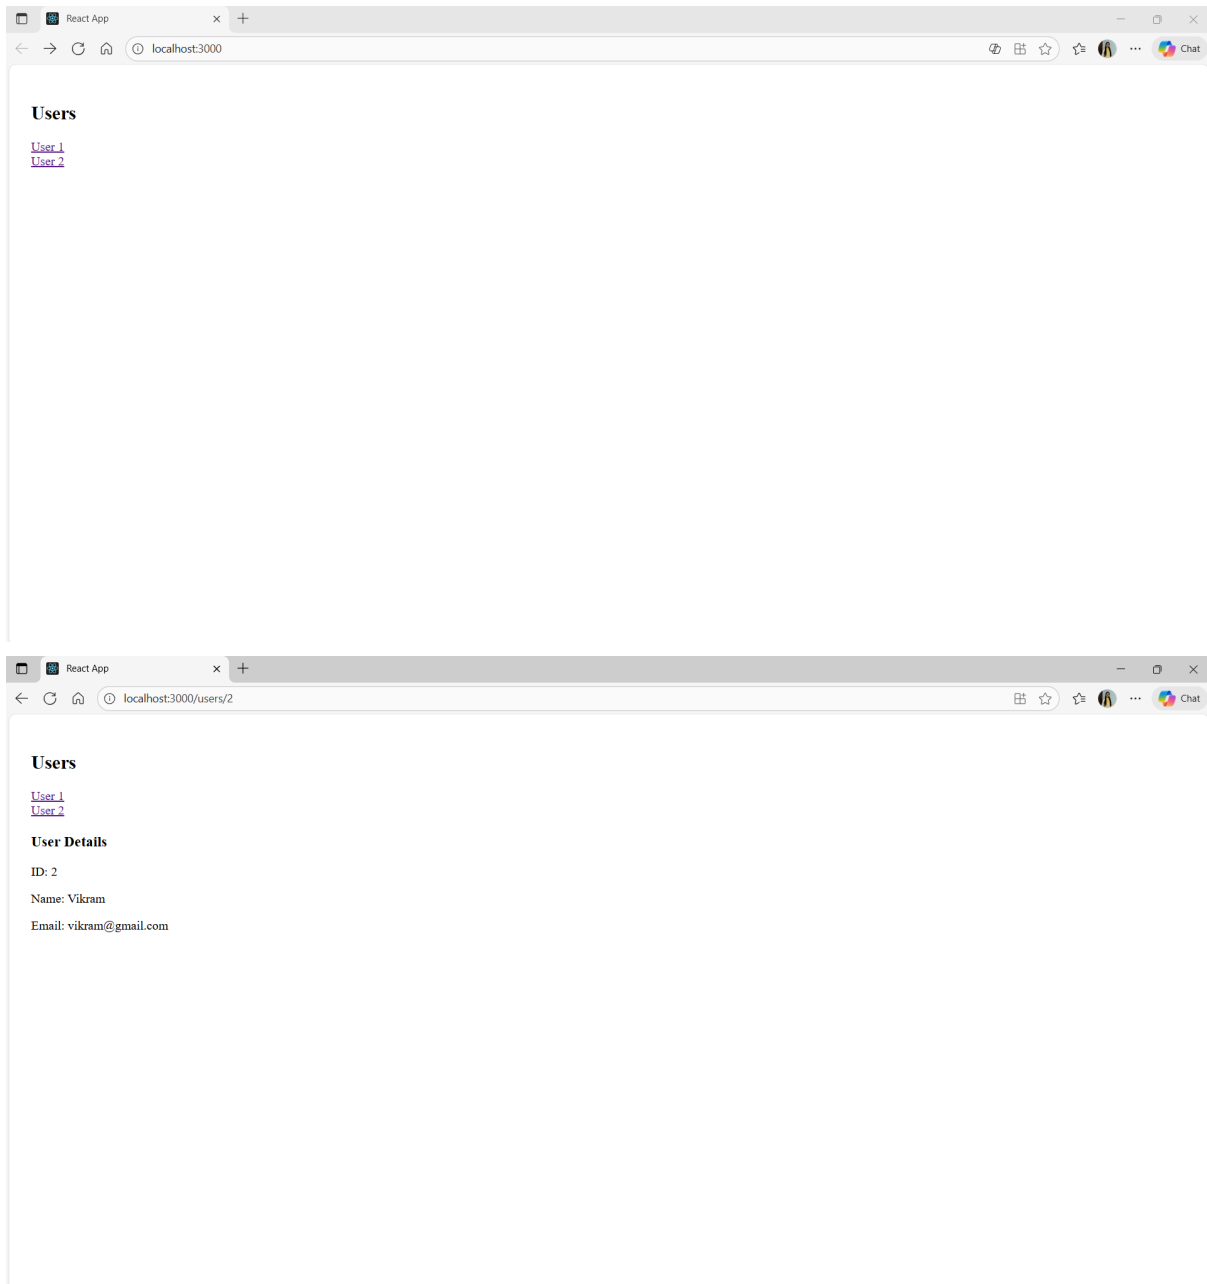 React App
localhost:3000
Chat
Users
User 1
User 2
React App
localhost:3000/users/2
Chat
Users
User 1
User 2
User Details
ID: 2
Name: Vikram
Email: vikram@gmail.com